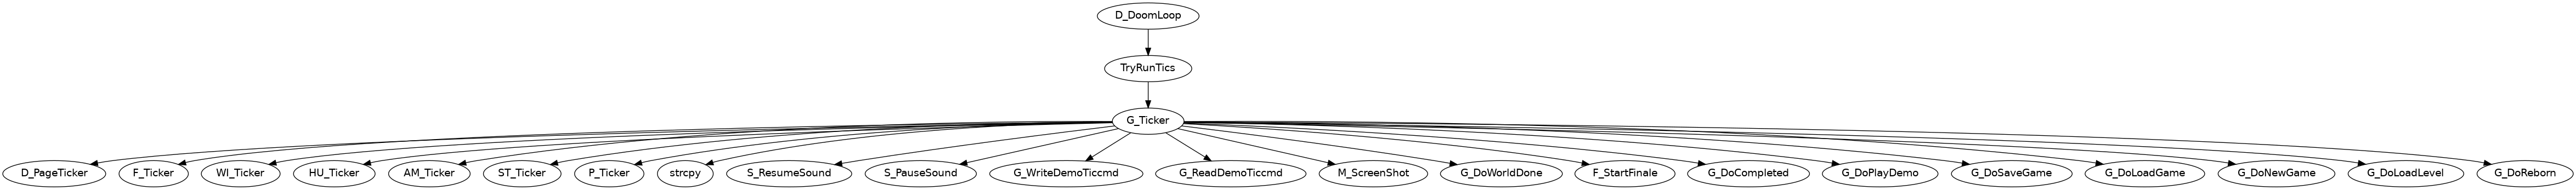 D_DoomLoop
TryRunTics
G_Ticker
D_PageTicker
F_Ticker
WI_Ticker
HU_Ticker
AM_Ticker
ST_Ticker
P_Ticker
strcpy
S_ResumeSound
S_PauseSound
G_WriteDemoTiccmd
G_ReadDemoTiccmd
M_ScreenShot
G_DoWorldDone
F_StartFinale
G_DoCompleted
G_DoPlayDemo
G_DoSaveGame
G_DoLoadGame
G_DoNewGame
G_DoLoadLevel
G_DoReborn